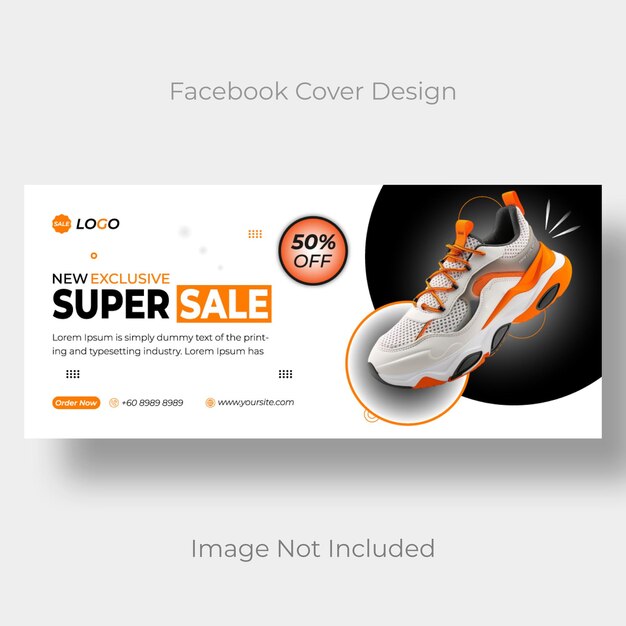 Facebook Cover Design
SALE LOGO
50%
OFF
NEW EXCLUSIVE
SUPER SALE
Lorem Ipsum is simply dummy text of the print-
ing and typesetting industry. Lorem Ipsum has
Order Now +60 8989 8989 www.yoursite.com
Image Not Included